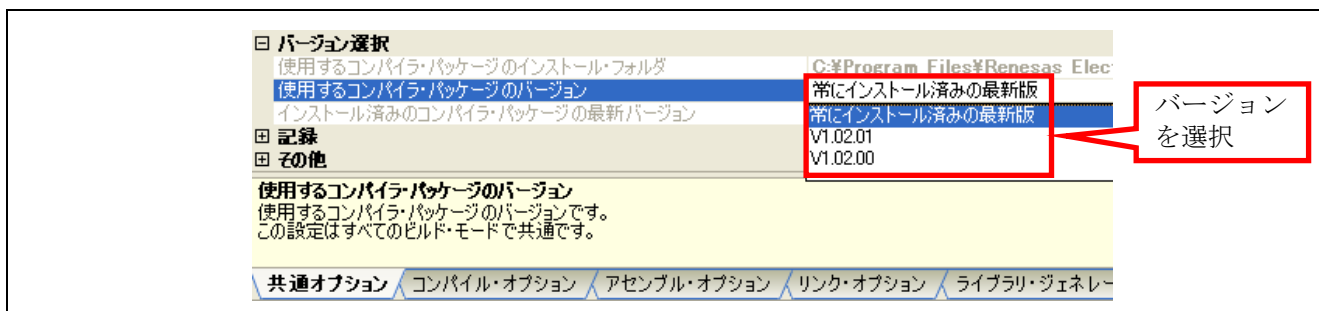 バージョン選択
使用するコンパイラ・パッケージのインストール・フォルダ C:¥Program Files¥Renesas Elec
使用するコンパイラ・パッケージのバージョン 常にインストール済みの最新版
インストール済みのコンパイラ・パッケージの最新バージョン 常にインストール済みの最新版
記録 V1.02.01
その他 V1.02.00
バージョン
を選択
使用するコンパイラ・パッケージのバージョン
使用するコンパイラ・パッケージのバージョンです。
この設定はすべてのビルド・モードで共通です。
共通オプション コンパイル・オプション アセンブル・オプション リンク・オプション ライブラリ・ジェネレー